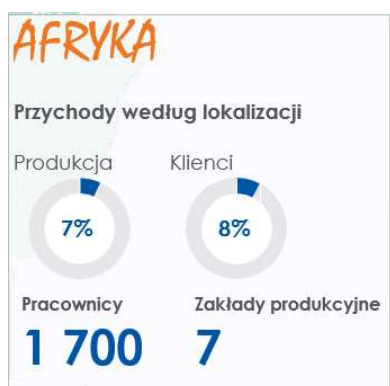 AFRYKA
Przychody według lokalizacji
Produkcja Klienci
7% 8%
Pracownicy Zakłady produkcyjne
1 700 7